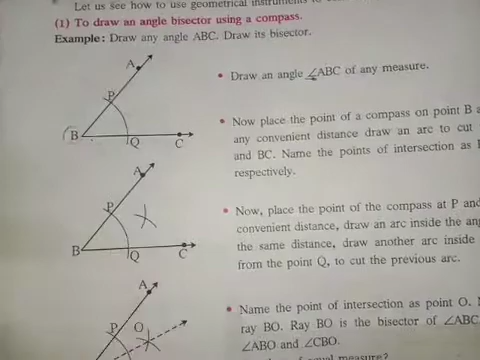 Let us see how to use geometrical instruments to
(1) To draw an angle bisector using a compass.
Example: Draw any angle ABC. Draw its bisector.
A
P
B
Q
C
• Draw an angle ∠ABC of any measure.
• Now place the point of a compass on point B
any convenient distance draw an arc to cut
and BC. Name the points of intersection as
respectively.
A
P
B
Q
C
• Now, place the point of the compass at P and
convenient distance, draw an arc inside the
the same distance, draw another arc inside
from the point Q, to cut the previous arc.
A
P
O
• Name the point of intersection as point O.
ray BO. Ray BO is the bisector of ∠ABC
∠ABO and ∠CBO.
of equal measure?